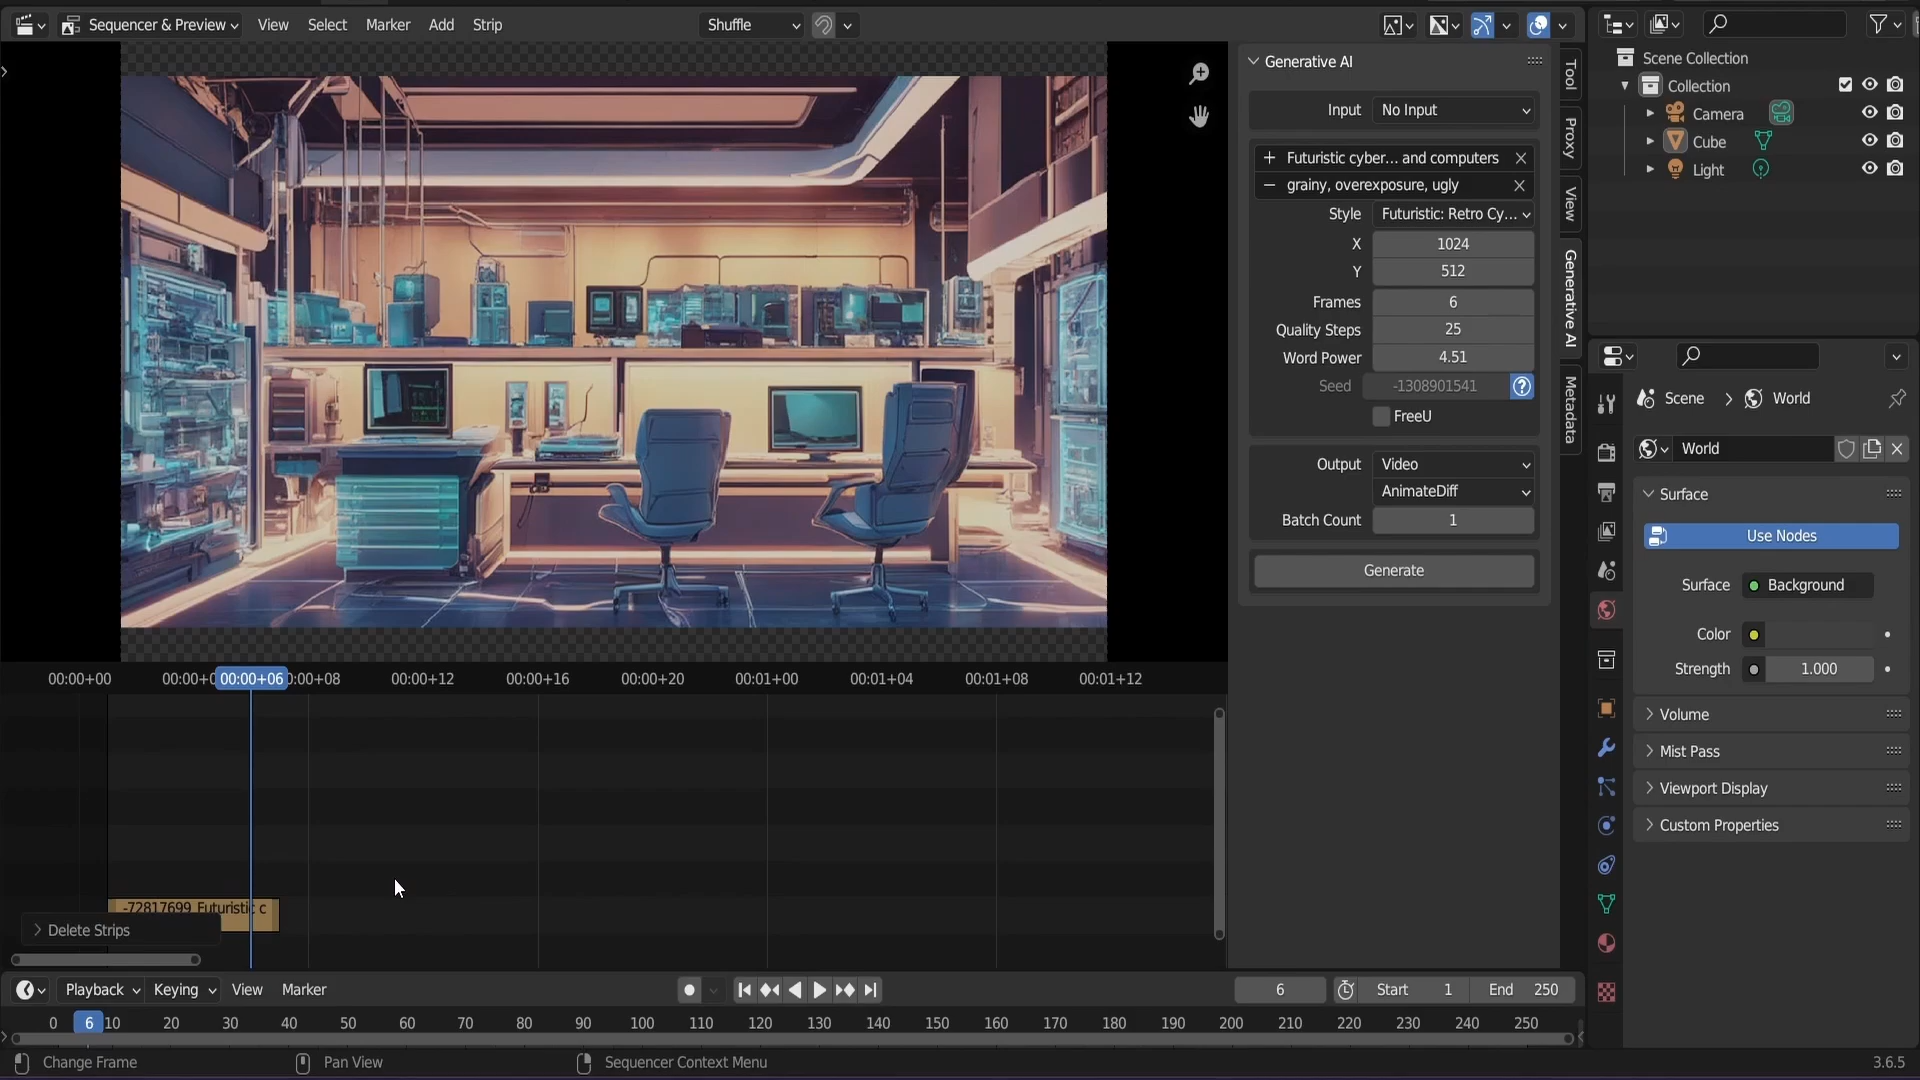 Sequencer & Preview View Select Marker Add Strip Shuffle
Generative AI
Input No Input
Futuristic cyber... and computers
grainy, overexposure, ugly
Style Futuristic: Retro Cy...
X 1024
Y 512
Frames 6
Quality Steps 25
Word Power 4.51
Seed -1308901541
FreeU
Output Video
AnimateDiff
Batch Count 1
Generate
Tool
Proxy
View
Generative AI
Metadata
Scene Collection
Collection
Camera
Cube
Light
Scene World
World
Surface
Use Nodes
Surface Background
Color
Strength 1.000
Volume
Mist Pass
Viewport Display
Custom Properties
00:00+00 00:00+0 00:00+06 0:00+08 00:00+12 00:00+16 00:00+20 00:01+00 00:01+04 00:01+08 00:01+12
-72817699_Futuristic c
Delete Strips
Playback Keying View Marker 6 Start 1 End 250
0 6 10 20 30 40 50 60 70 80 90 100 110 120 130 140 150 160 170 180 190 200 210 220 230 240 250
Change Frame Pan View Sequencer Context Menu 3.6.5